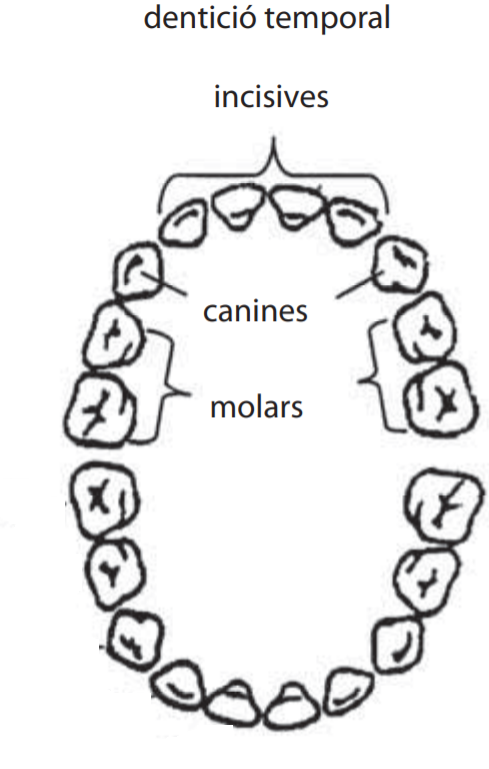 dentició temporal
incisives
canines
molars